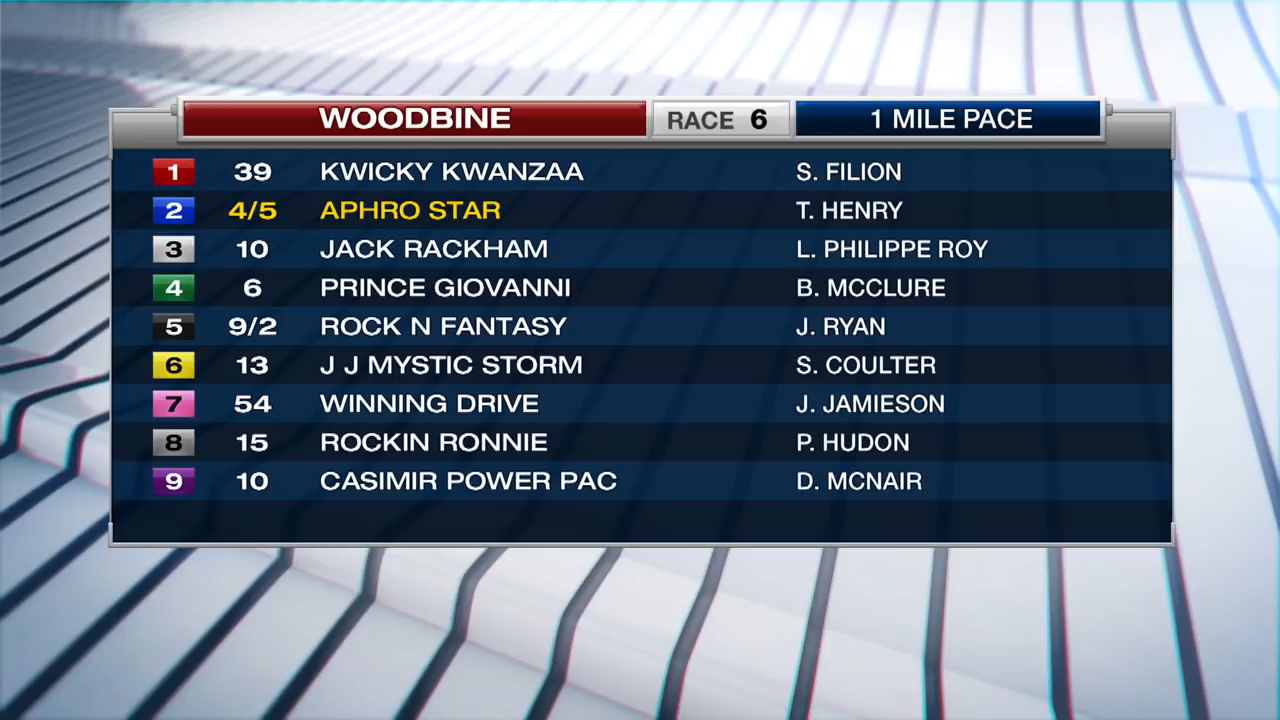 WOODBINE RACE 6 1 MILE PACE
1 39 KWICKY KWANZAA S. FILION
2 4/5 APHRO STAR T. HENRY
3 10 JACK RACKHAM L. PHILIPPE ROY
4 6 PRINCE GIOVANNI B. MCCLURE
5 9/2 ROCK N FANTASY J. RYAN
6 13 J J MYSTIC STORM S. COULTER
7 54 WINNING DRIVE J. JAMIESON
8 15 ROCKIN RONNIE P. HUDON
9 10 CASIMIR POWER PAC D. MCNAIR